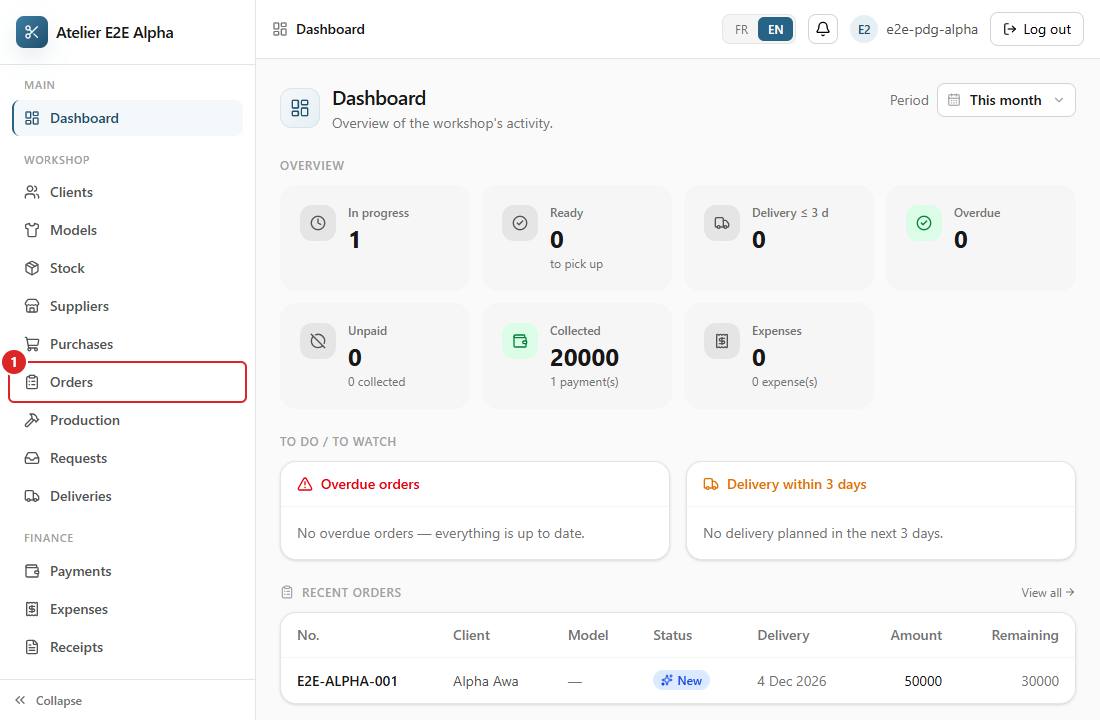 Atelier E2E Alpha
Dashboard
FR
EN
E2
e2e-pdg-alpha
Log out
MAIN
Dashboard
WORKSHOP
Clients
Models
Stock
Suppliers
Purchases
1
Orders
Production
Requests
Deliveries
FINANCE
Payments
Expenses
Receipts
Collapse
Dashboard
Overview of the workshop's activity.
Period
This month
OVERVIEW
In progress
1
Ready
0
to pick up
Delivery ≤ 3 d
0
Overdue
0
Unpaid
0
0 collected
Collected
20000
1 payment(s)
Expenses
0
0 expense(s)
TO DO / TO WATCH
Overdue orders
No overdue orders — everything is up to date.
Delivery within 3 days
No delivery planned in the next 3 days.
RECENT ORDERS
View all →
No. Client Model Status Delivery Amount Remaining
E2E-ALPHA-001 Alpha Awa — New 4 Dec 2026 50000 30000